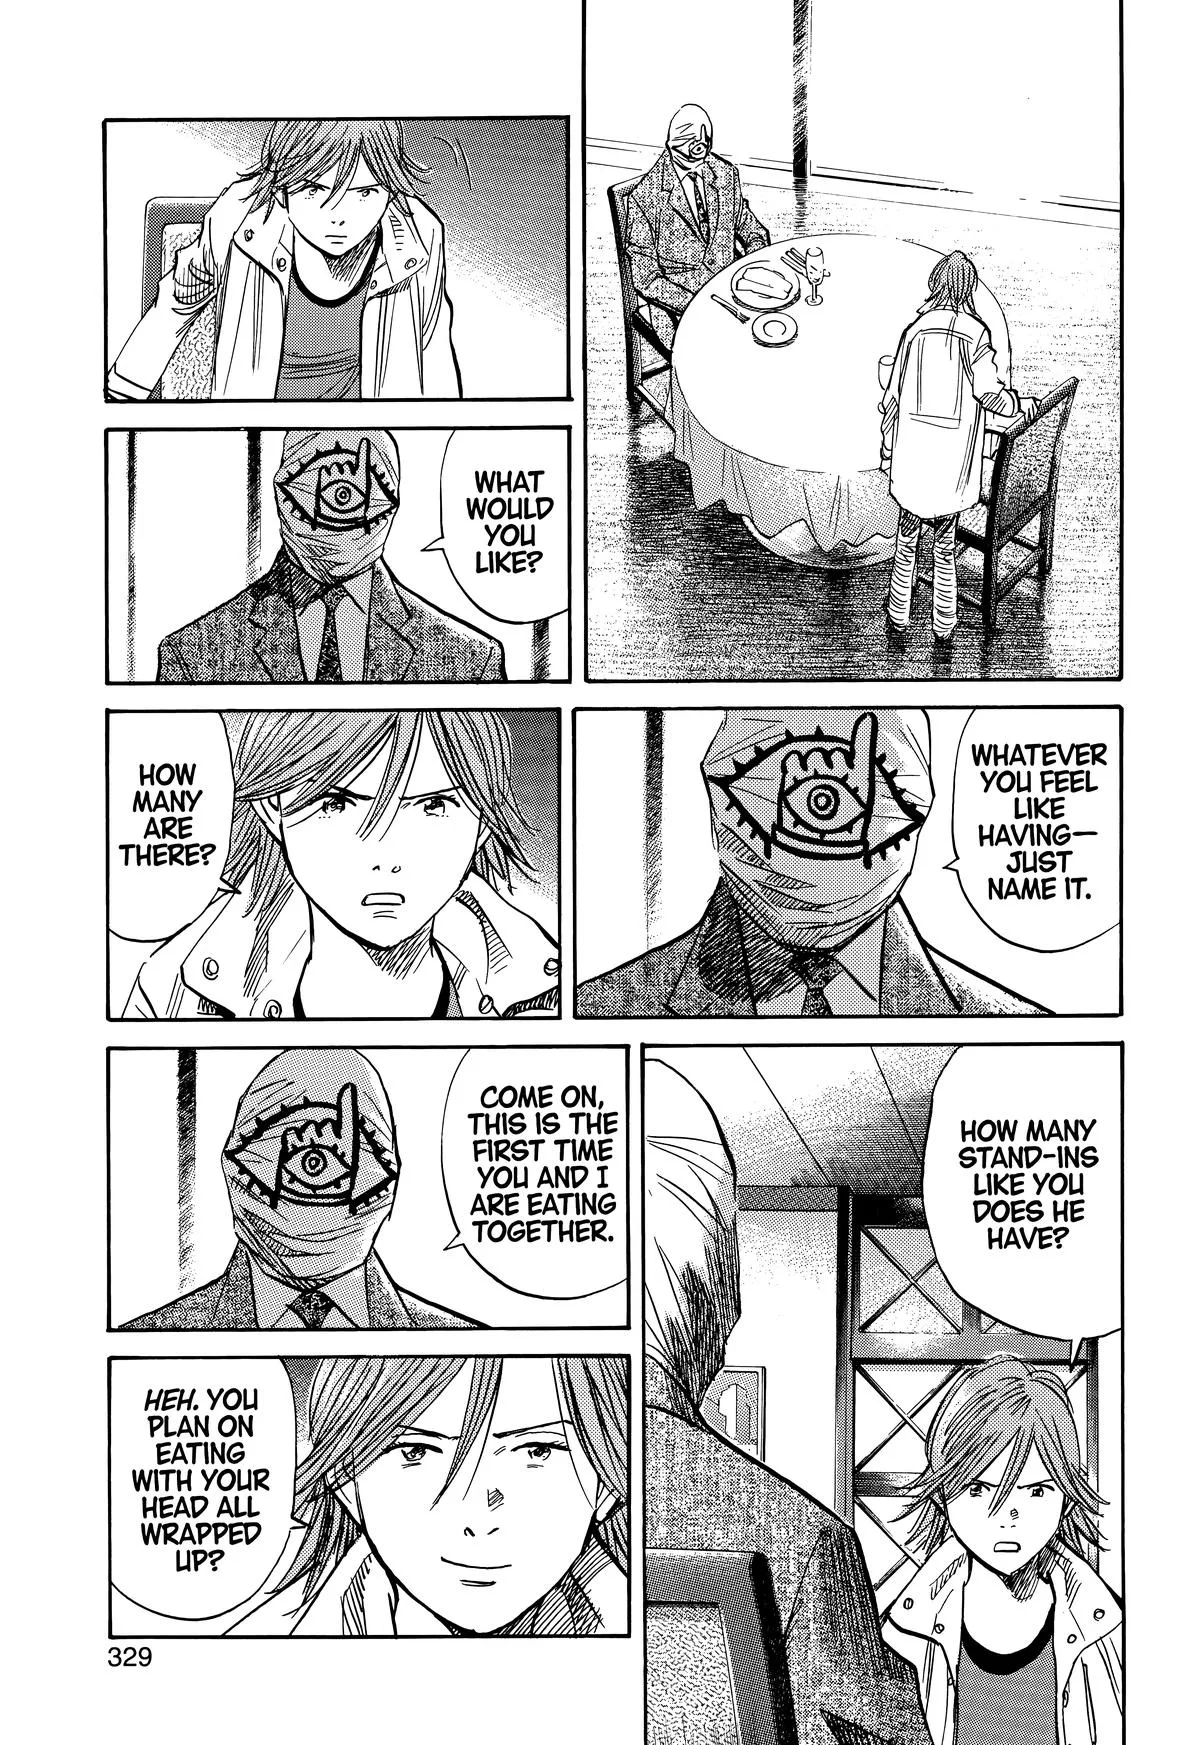 WHAT
WOULD
YOU
LIKE?
WHATEVER
YOU FEEL
LIKE
HAVING—
JUST
NAME IT.
HOW
MANY
ARE
THERE?
HOW MANY
STAND-INS
LIKE YOU
DOES HE
HAVE?
COME ON,
THIS IS THE
FIRST TIME
YOU AND I
ARE EATING
TOGETHER.
HEH. YOU
PLAN ON
EATING
WITH YOUR
HEAD ALL
WRAPPED
UP?
329